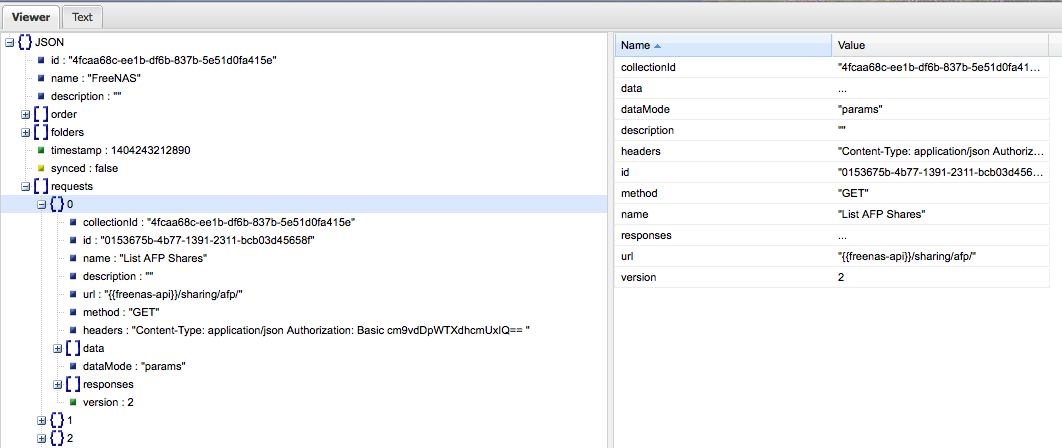 Viewer Text
JSON
id : "4fcaa68c-ee1b-df6b-837b-5e51d0fa415e"
name : "FreeNAS"
description : ""
order
folders
timestamp : 1404243212890
synced : false
requests
0
collectionId : "4fcaa68c-ee1b-df6b-837b-5e51d0fa415e"
id : "0153675b-4b77-1391-2311-bcb03d45658f"
name : "List AFP Shares"
description : ""
url : "{{freenas-api}}/sharing/afp/"
method : "GET"
headers : "Content-Type: application/json Authorization: Basic cm9vdDpWTXdhcmUxIQ== "
data
dataMode : "params"
responses
version : 2
1
2
Name Value
collectionId "4fcaa68c-ee1b-df6b-837b-5e51d0fa41...
data ...
dataMode "params"
description ""
headers "Content-Type: application/json Authoriz...
id "0153675b-4b77-1391-2311-bcb03d456...
method "GET"
name "List AFP Shares"
responses ...
url "{{freenas-api}}/sharing/afp/"
version 2